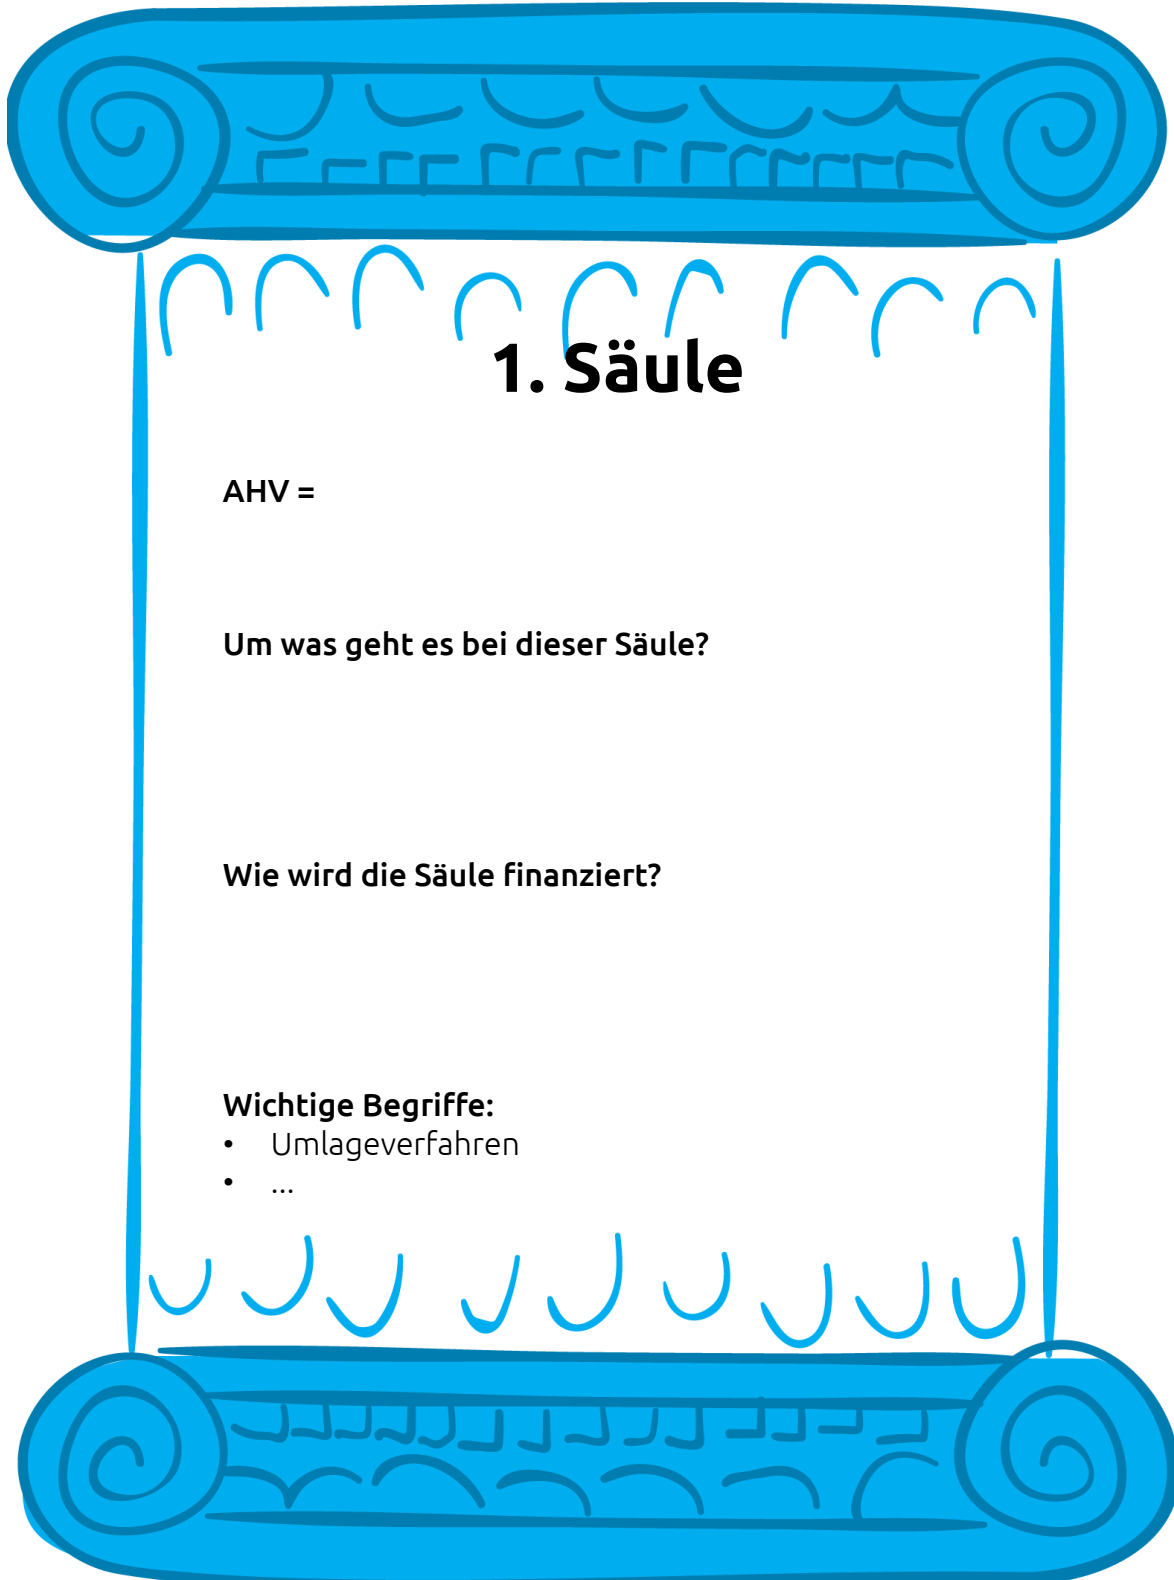 1. Säule
AHV =
Um was geht es bei dieser Säule?
Wie wird die Säule finanziert?
Wichtige Begriffe:
• Umlageverfahren
• ...